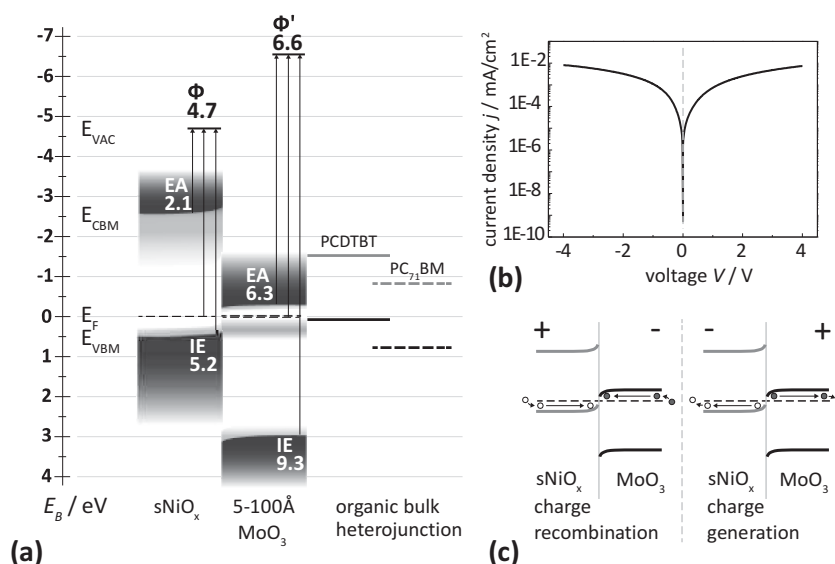 -7
-6
-5
-4
-3
-2
-1
0
1
2
3
4
E_VAC
E_CBM
E_F
E_VBM
Φ
4.7
Φ'
6.6
EA
2.1
EA
6.3
IE
5.2
IE
9.3
PCDTBT
PC₇₁BM
E_B / eV
sNiOₓ
5-100Å
MoO₃
organic bulk
heterojunction
(a)
current density j / mA/cm²
1E-2
1E-4
1E-6
1E-8
1E-10
-4
-2
0
2
4
voltage V / V
(b)
+
-
-
+
sNiOₓ
MoO₃
charge
recombination
sNiOₓ
MoO₃
charge
generation
(c)